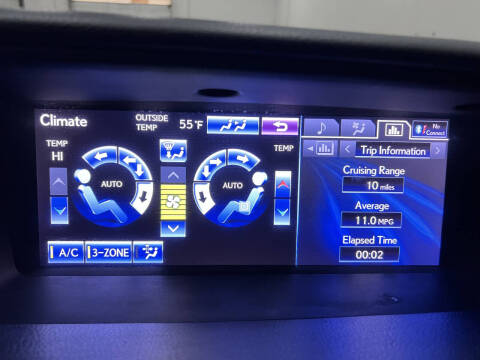 Climate
OUTSIDE TEMP 55°F
No Connect
TEMP
HI
AUTO
AUTO
TEMP
A/C
3-ZONE
Trip Information
Cruising Range
10 miles
Average
11.0 MPG
Elapsed Time
00:02